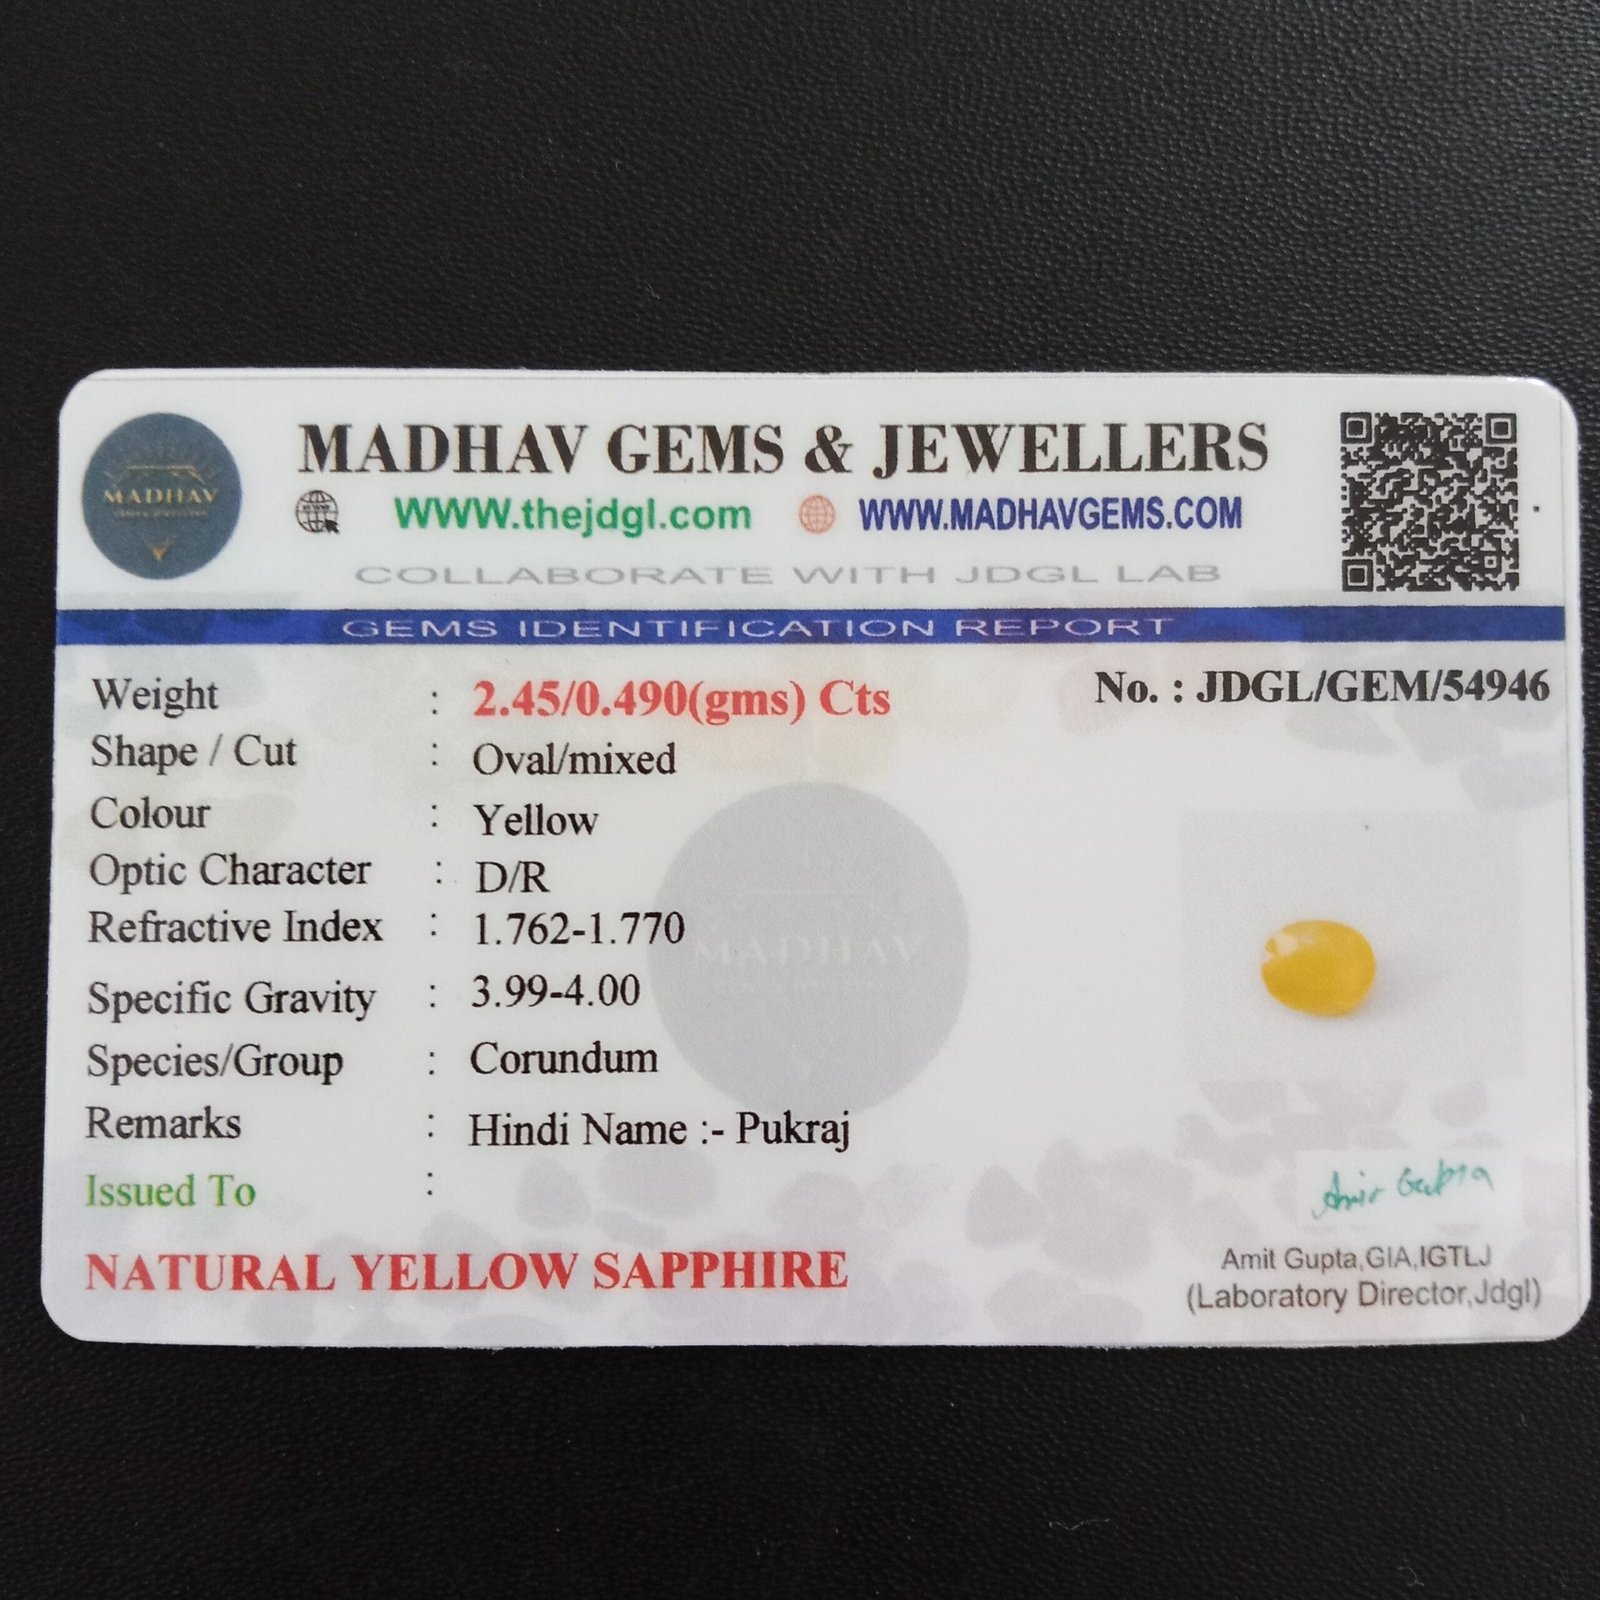 MADHAV
MADHAV GEMS & JEWELLERS
WWW.thejdgl.com WWW.MADHAVGEMS.COM
COLLABORATE WITH JDGL LAB
GEMS IDENTIFICATION REPORT
No. : JDGL/GEM/54946
Weight : 2.45/0.490(gms) Cts
Shape / Cut : Oval/mixed
Colour : Yellow
Optic Character : D/R
Refractive Index : 1.762-1.770
Specific Gravity : 3.99-4.00
Species/Group : Corundum
Remarks : Hindi Name :- Pukraj
Issued To :
NATURAL YELLOW SAPPHIRE
MADHAV
Amit Gupta
Amit Gupta,GIA,IGTLJ
(Laboratory Director,Jdgl)